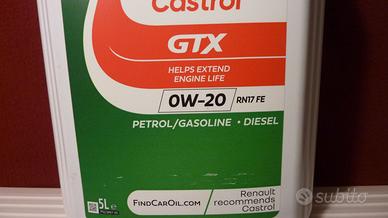 Castrol
GTX
HELPS EXTEND
ENGINE LIFE
0W-20 RN17 FE
PETROL/GASOLINE • DIESEL
5L e
FINDCAROIL.COM
Renault
recommends
Castrol
subito